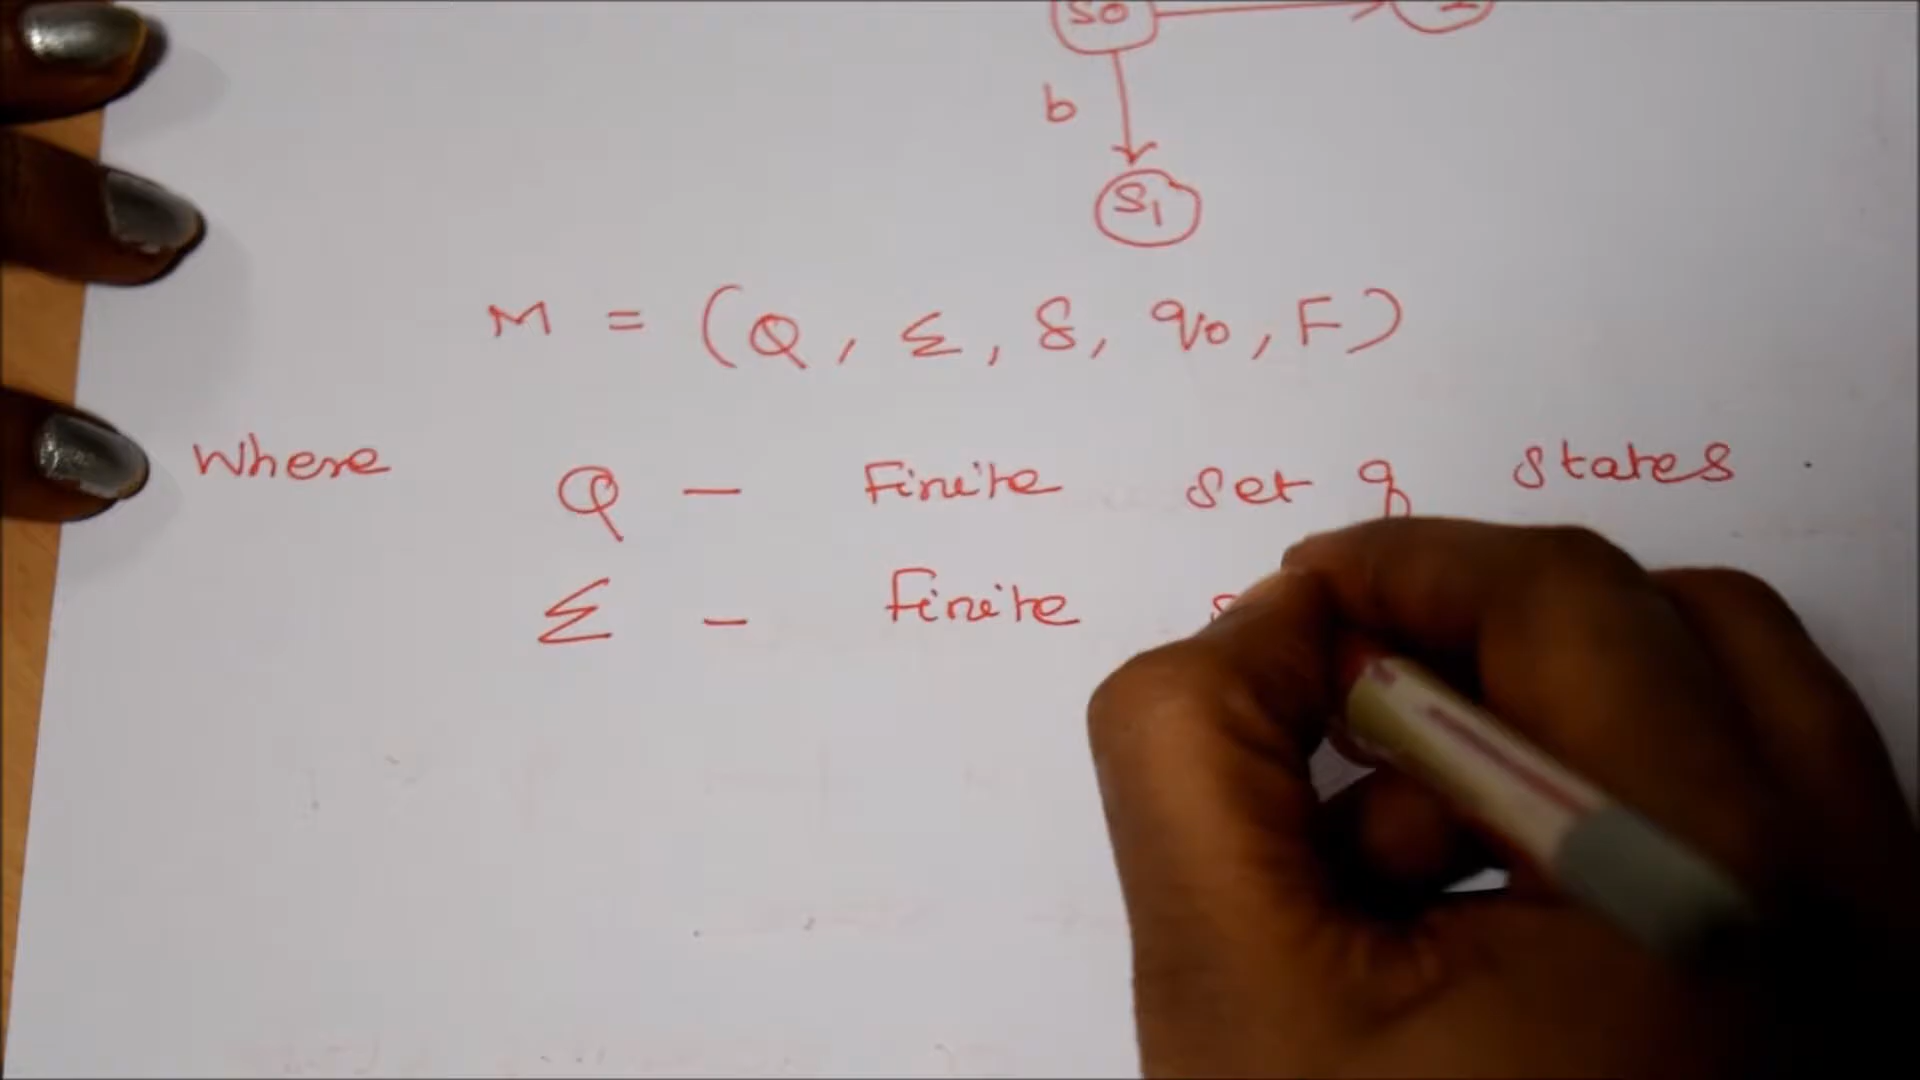 S0
b
S1
M = (Q, Σ, δ, q0, F)
Where Q — Finite set of states.
Σ — Finite